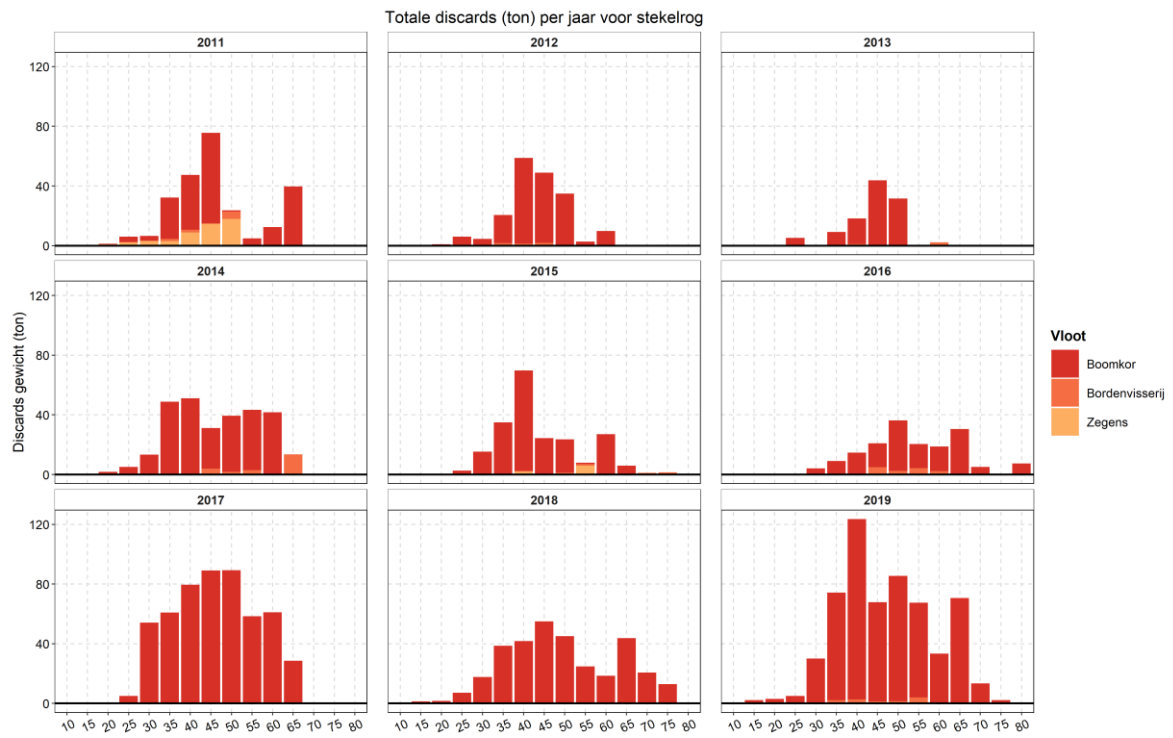 Totale discards (ton) per jaar voor stekelrog
2011 2012 2013
120
80
40
0
2014 2015 2016
120
80
40
0
2017 2018 2019
120
80
40
0
10 15 20 25 30 35 40 45 50 55 60 65 70 75 80 10 15 20 25 30 35 40 45 50 55 60 65 70 75 80 10 15 20 25 30 35 40 45 50 55 60 65 70 75 80
Discards gewicht (ton)
Vloot
Boomkor
Bordenvisserij
Zegens